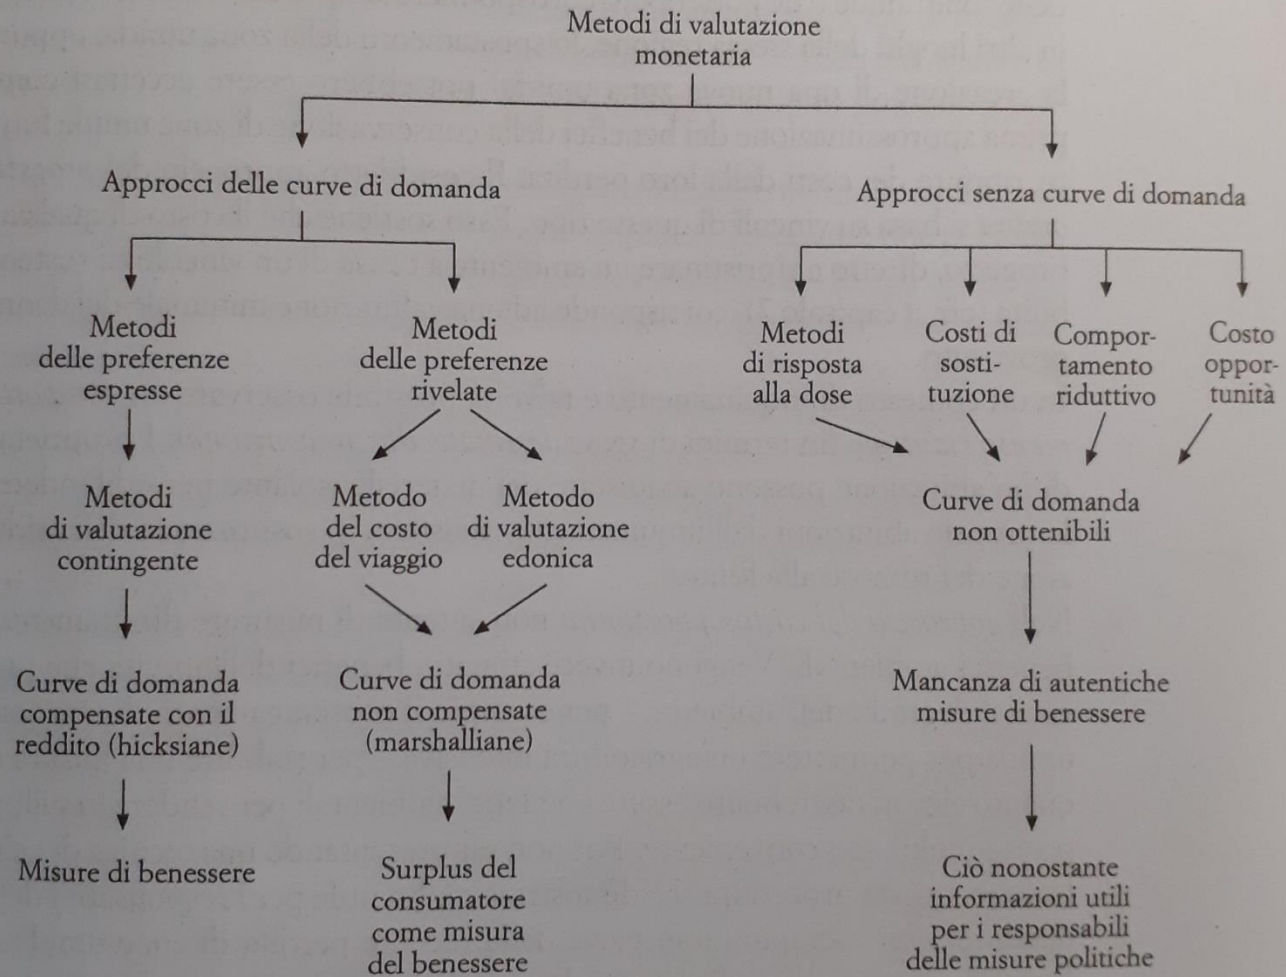 Metodi di valutazione
monetaria
Approcci delle curve di domanda
Approcci senza curve di domanda
Metodi
delle preferenze
espresse
Metodi
delle preferenze
rivelate
Metodi
di risposta
alla dose
Costi di
sosti-
tuzione
Compor-
tamento
riduttivo
Costo
oppor-
tunità
Metodi
di valutazione
contingente
Metodo
del costo
del viaggio
Metodo
di valutazione
edonica
Curve di domanda
non ottenibili
Curve di domanda
compensate con il
reddito (hicksiane)
Curve di domanda
non compensate
(marshalliane)
Mancanza di autentiche
misure di benessere
Misure di benessere
Surplus del
consumatore
come misura
del benessere
Ciò nonostante
informazioni utili
per i responsabili
delle misure politiche